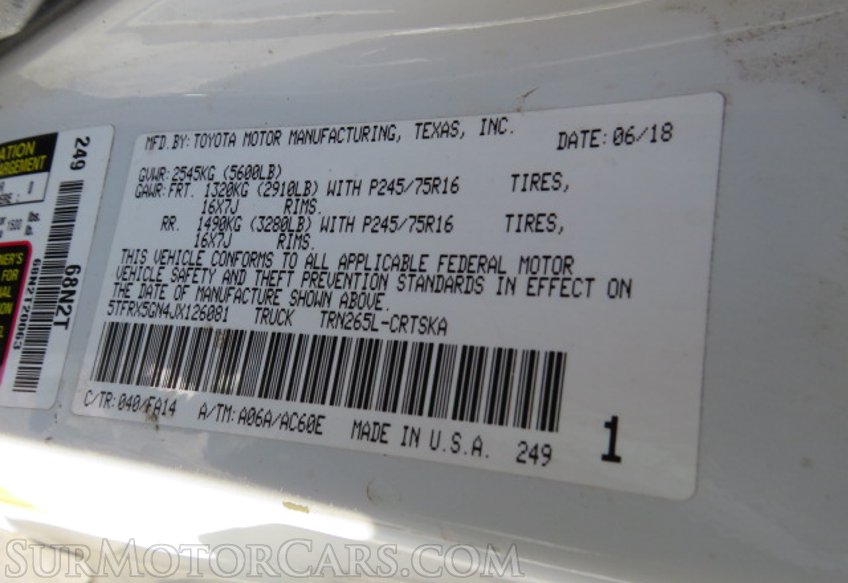 MFD.BY: TOYOTA MOTOR MANUFACTURING, TEXAS, INC. DATE: 06/18
GVWR: 2545KG (5600LB)
GAWR: FRT. 1320KG (2910LB) WITH P245/75R16 TIRES,
16X7J RIMS.
RR. 1490KG (3280LB) WITH P245/75R16 TIRES,
16X7J RIMS.
THIS VEHICLE CONFORMS TO ALL APPLICABLE FEDERAL MOTOR
VEHICLE SAFETY AND THEFT PREVENTION STANDARDS IN EFFECT ON
THE DATE OF MANUFACTURE SHOWN ABOVE.
5TFRX5GN4JX126081 TRUCK TRN265L-CRTSKA
C/TR: 040/FA14 A/TM: A06A/AC60E MADE IN U.S.A. 249 1
249
68N2T
68N2T20063
SURMOTORCARS.COM